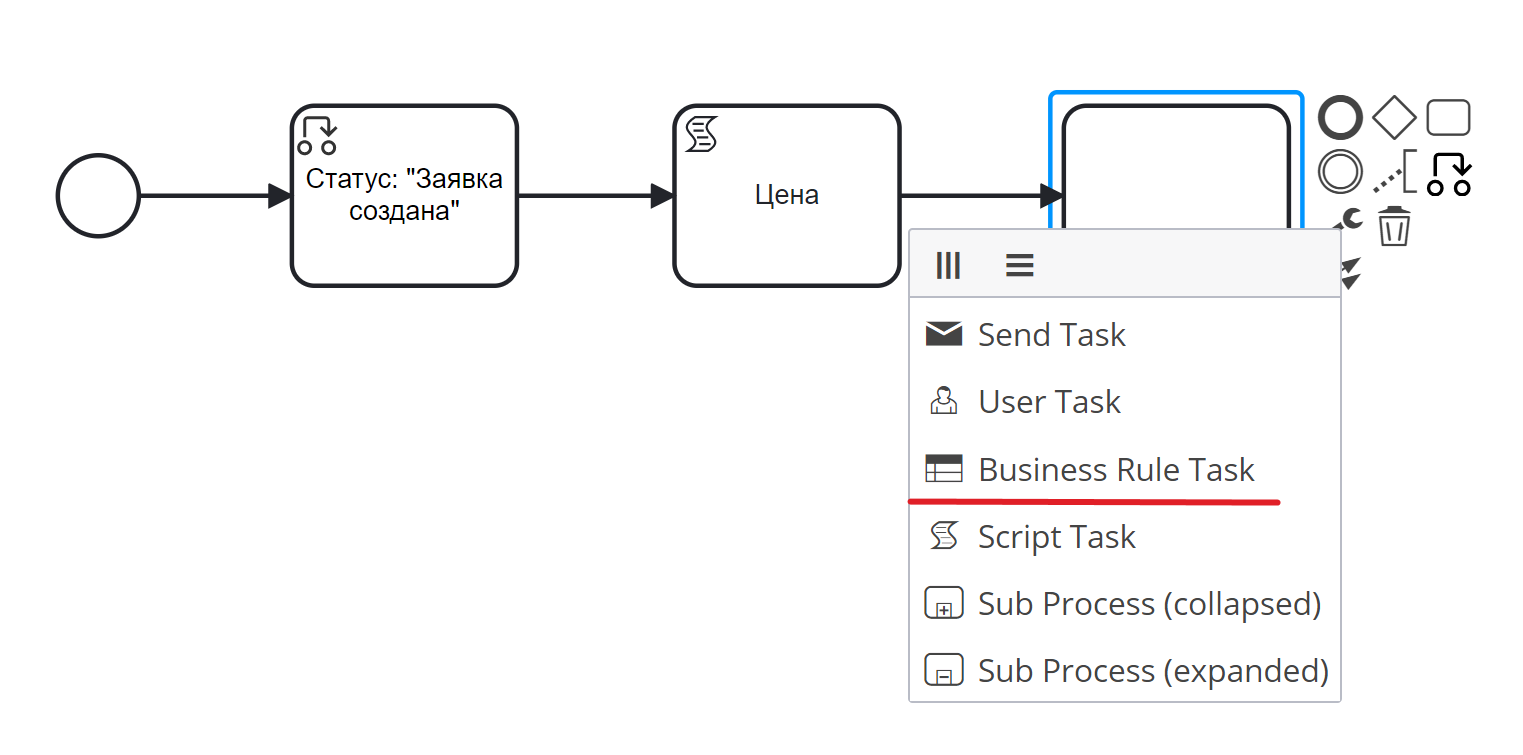 Статус: "Заявка
создана"
Цена
Send Task
User Task
Business Rule Task
Script Task
Sub Process (collapsed)
Sub Process (expanded)